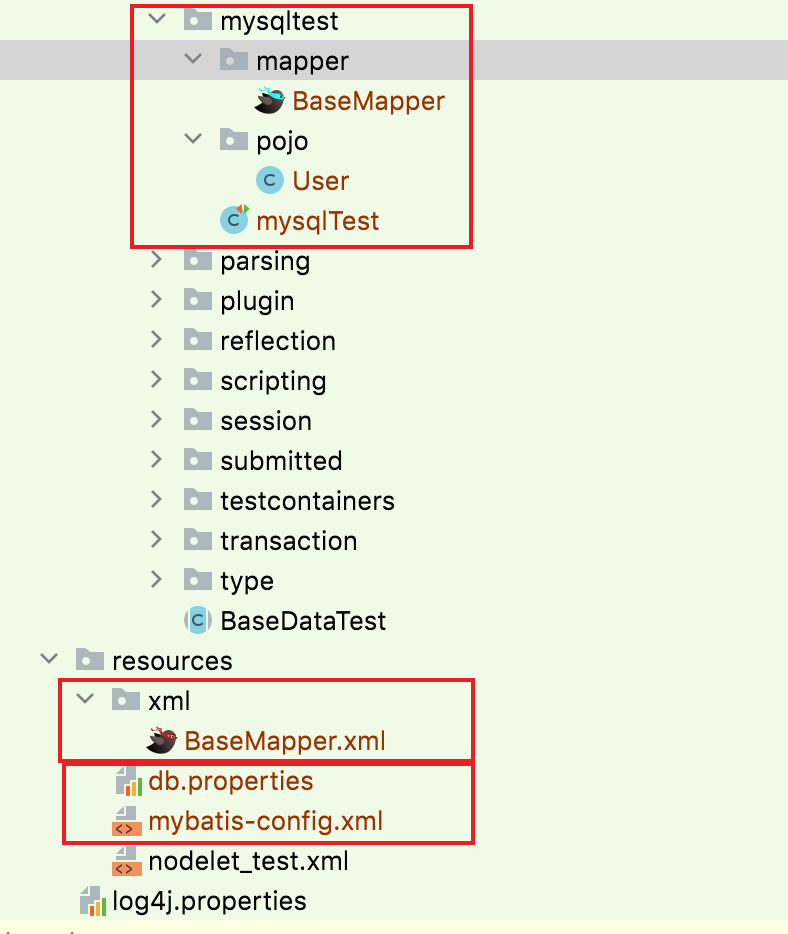 mysqltest
mapper
BaseMapper
pojo
User
mysqlTest
parsing
plugin
reflection
scripting
session
submitted
testcontainers
transaction
type
BaseDataTest
resources
xml
BaseMapper.xml
db.properties
mybatis-config.xml
nodelet_test.xml
log4j.properties